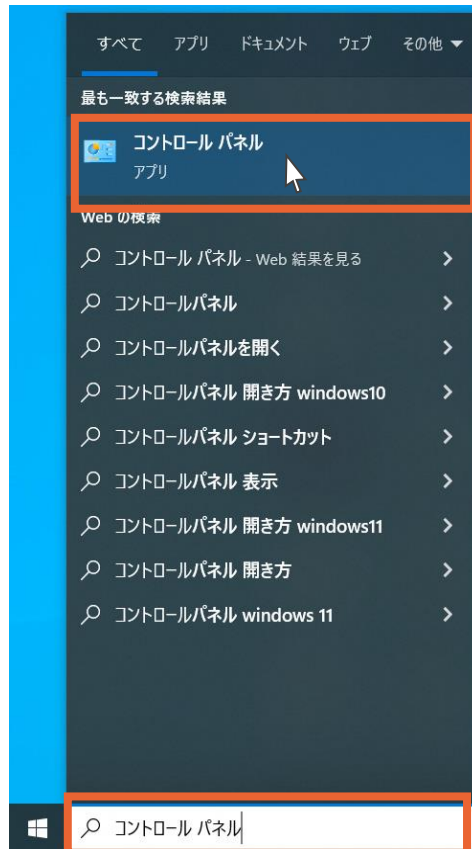 すべて アプリ ドキュメント ウェブ その他
最も一致する検索結果
コントロール パネル
アプリ
Web の検索
コントロール パネル - Web 結果を見る
コントロールパネル
コントロールパネルを開く
コントロールパネル 開き方 windows10
コントロールパネル ショートカット
コントロールパネル 表示
コントロールパネル 開き方 windows11
コントロールパネル 開き方
コントロールパネル windows 11
コントロール パネル